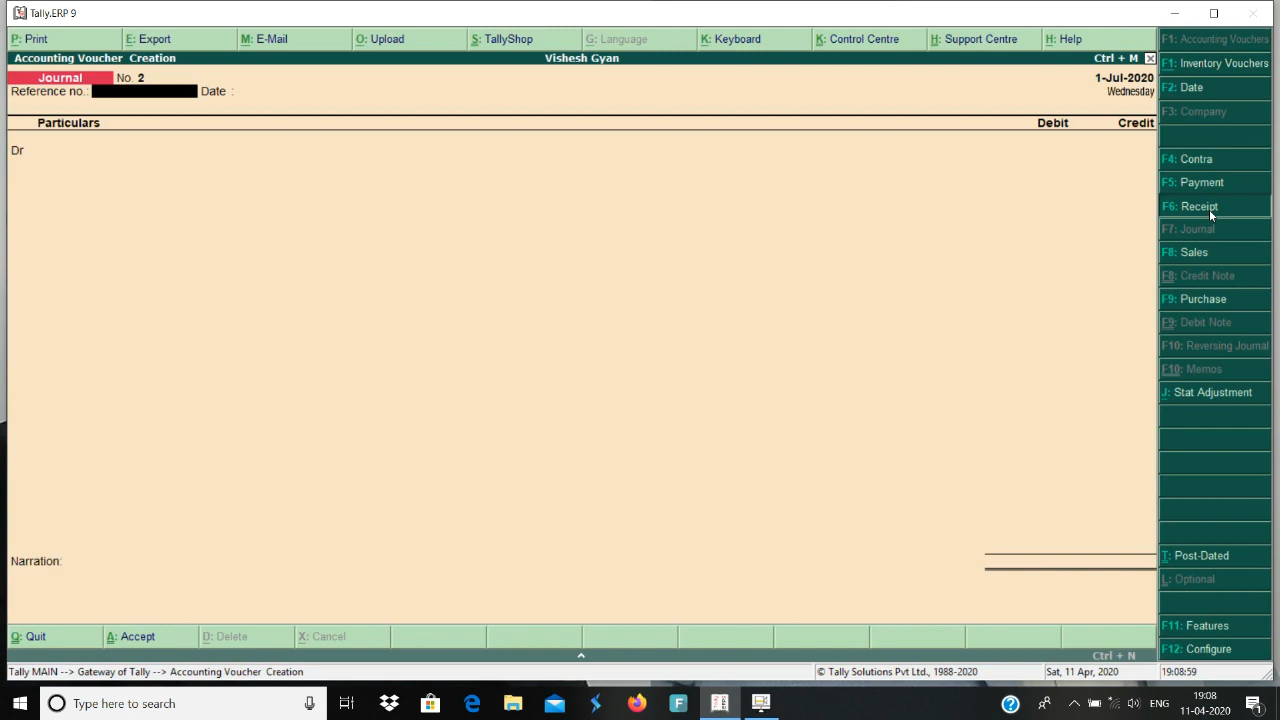 Tally.ERP 9
P: Print E: Export M: E-Mail O: Upload S: TallyShop G: Language K: Keyboard K: Control Centre H: Support Centre H: Help
Accounting Voucher Creation Vishesh Gyan Ctrl + M
Journal No. 2 1-Jul-2020
Reference no.: Date : Wednesday
Particulars Debit Credit
Dr
Narration:
Q: Quit A: Accept D: Delete X: Cancel
Ctrl + N
Tally MAIN --> Gateway of Tally --> Accounting Voucher Creation © Tally Solutions Pvt Ltd., 1988-2020 Sat, 11 Apr, 2020 19:08:59
F1: Accounting Vouchers
F1: Inventory Vouchers
F2: Date
F3: Company
F4: Contra
F5: Payment
F6: Receipt
F7: Journal
F8: Sales
F8: Credit Note
F9: Purchase
F9: Debit Note
F10: Reversing Journal
F10: Memos
J: Stat Adjustment
T: Post-Dated
L: Optional
F11: Features
F12: Configure
Type here to search
ENG
19:08
11-04-2020